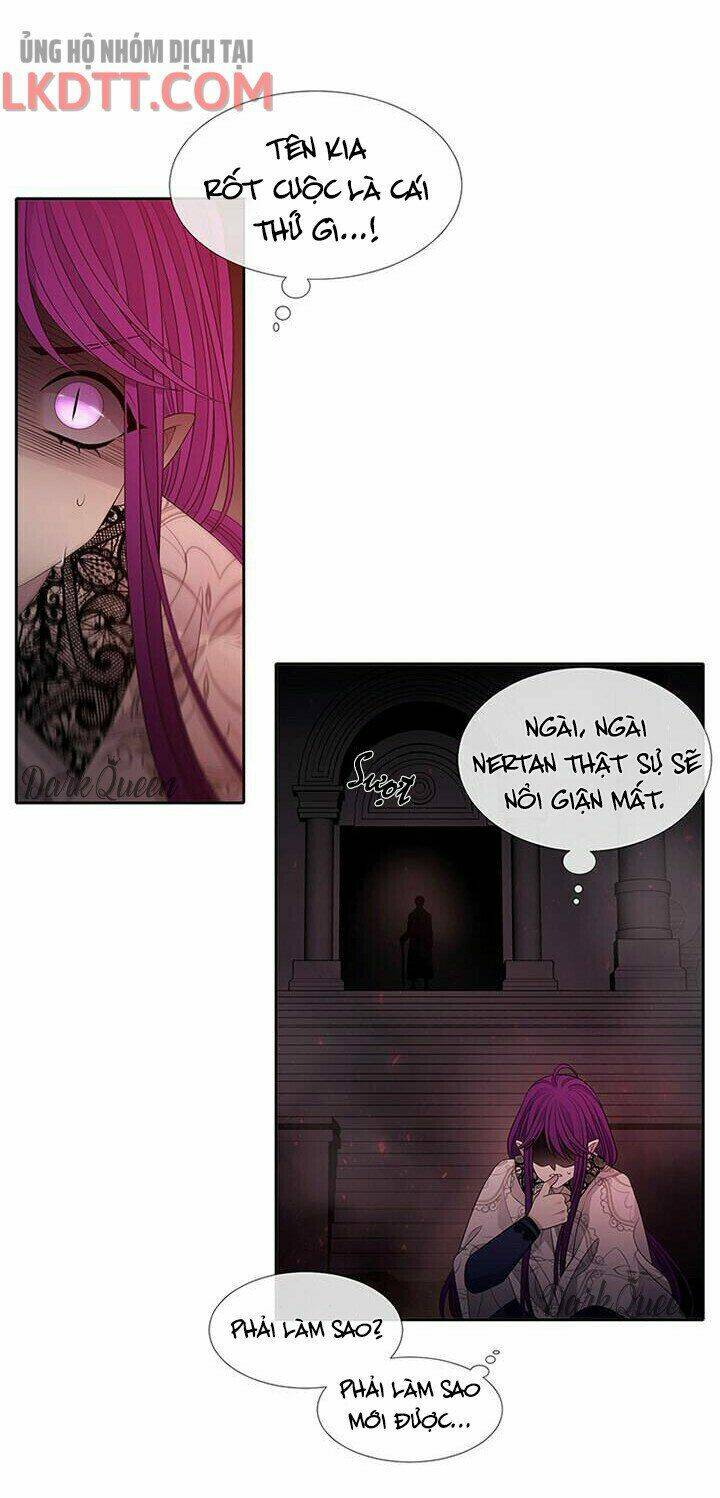 ỦNG HỘ NHÓM DỊCH TẠI
LKDTT.COM
TÊN KIA
RỐT CUỘC LÀ CÁI
THỨ GÌ...!
DarkQueen
NGÀI, NGÀI
NERTAN THẬT SỰ SẼ
NỔI GIẬN MẤT.
Sượt
DarkQueen
PHẢI LÀM SAO?
PHẢI LÀM SAO
MỚI ĐƯỢC...